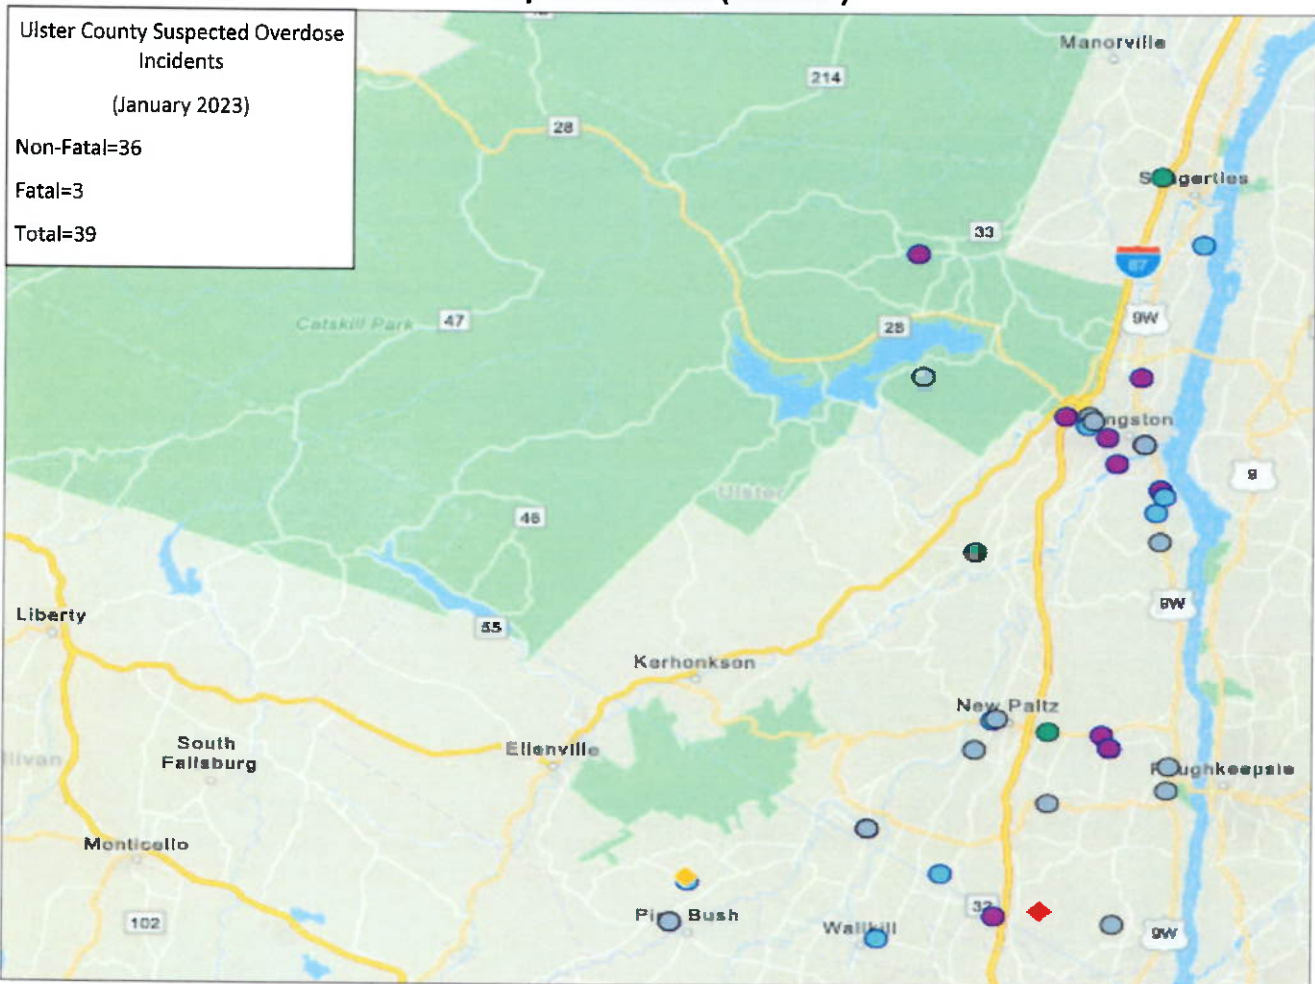 Ulster County Suspected Overdose
Incidents
(January 2023)
Non-Fatal=36
Fatal=3
Total=39
Manorville
214
28
33
87
9W
Catskill Park
47
28
9
Ulster
46
9W
Liberty
55
Kerhonkson
New Paltz
South
Fallsburg
Ellenville
Monticello
Bush
102
32
9W